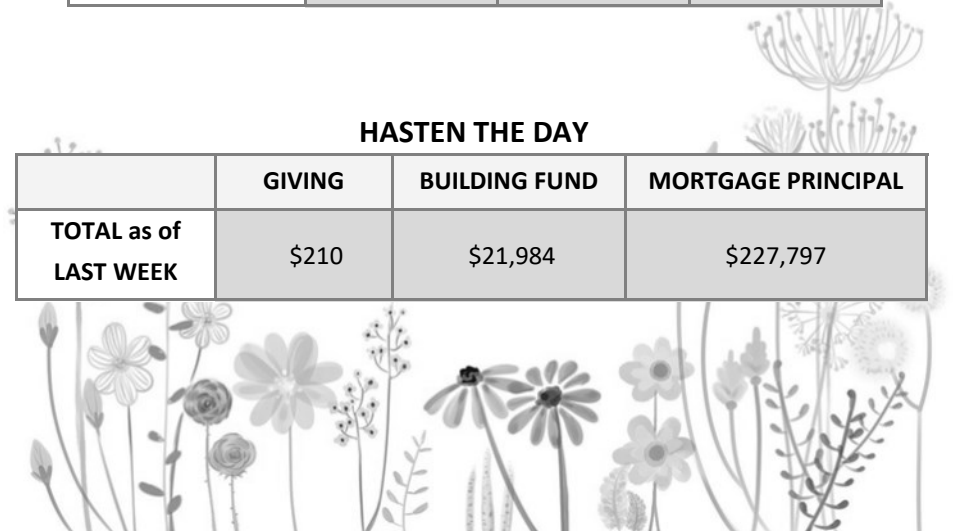 HASTEN THE DAY
GIVING BUILDING FUND MORTGAGE PRINCIPAL
TOTAL as of
LAST WEEK
$210 $21,984 $227,797